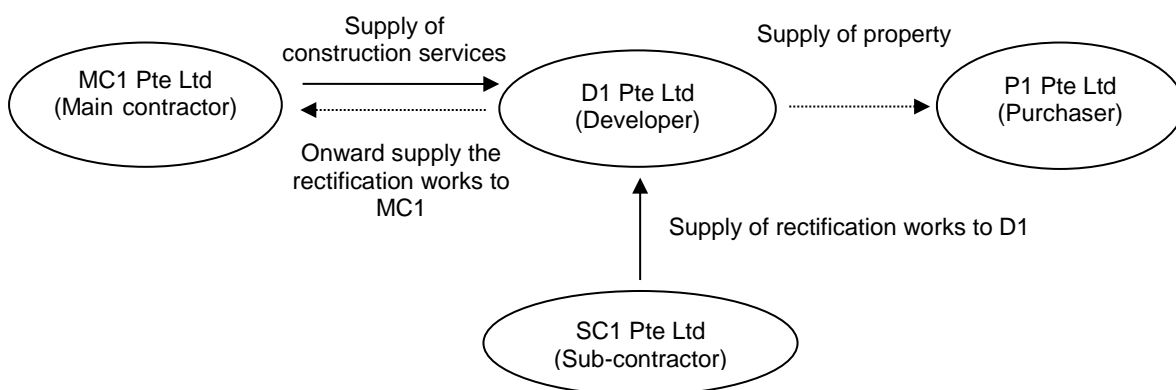 Supply of
construction services
Supply of property
MC1 Pte Ltd
(Main contractor)
D1 Pte Ltd
(Developer)
P1 Pte Ltd
(Purchaser)
Onward supply the
rectification works to
MC1
Supply of rectification works to D1
SC1 Pte Ltd
(Sub-contractor)